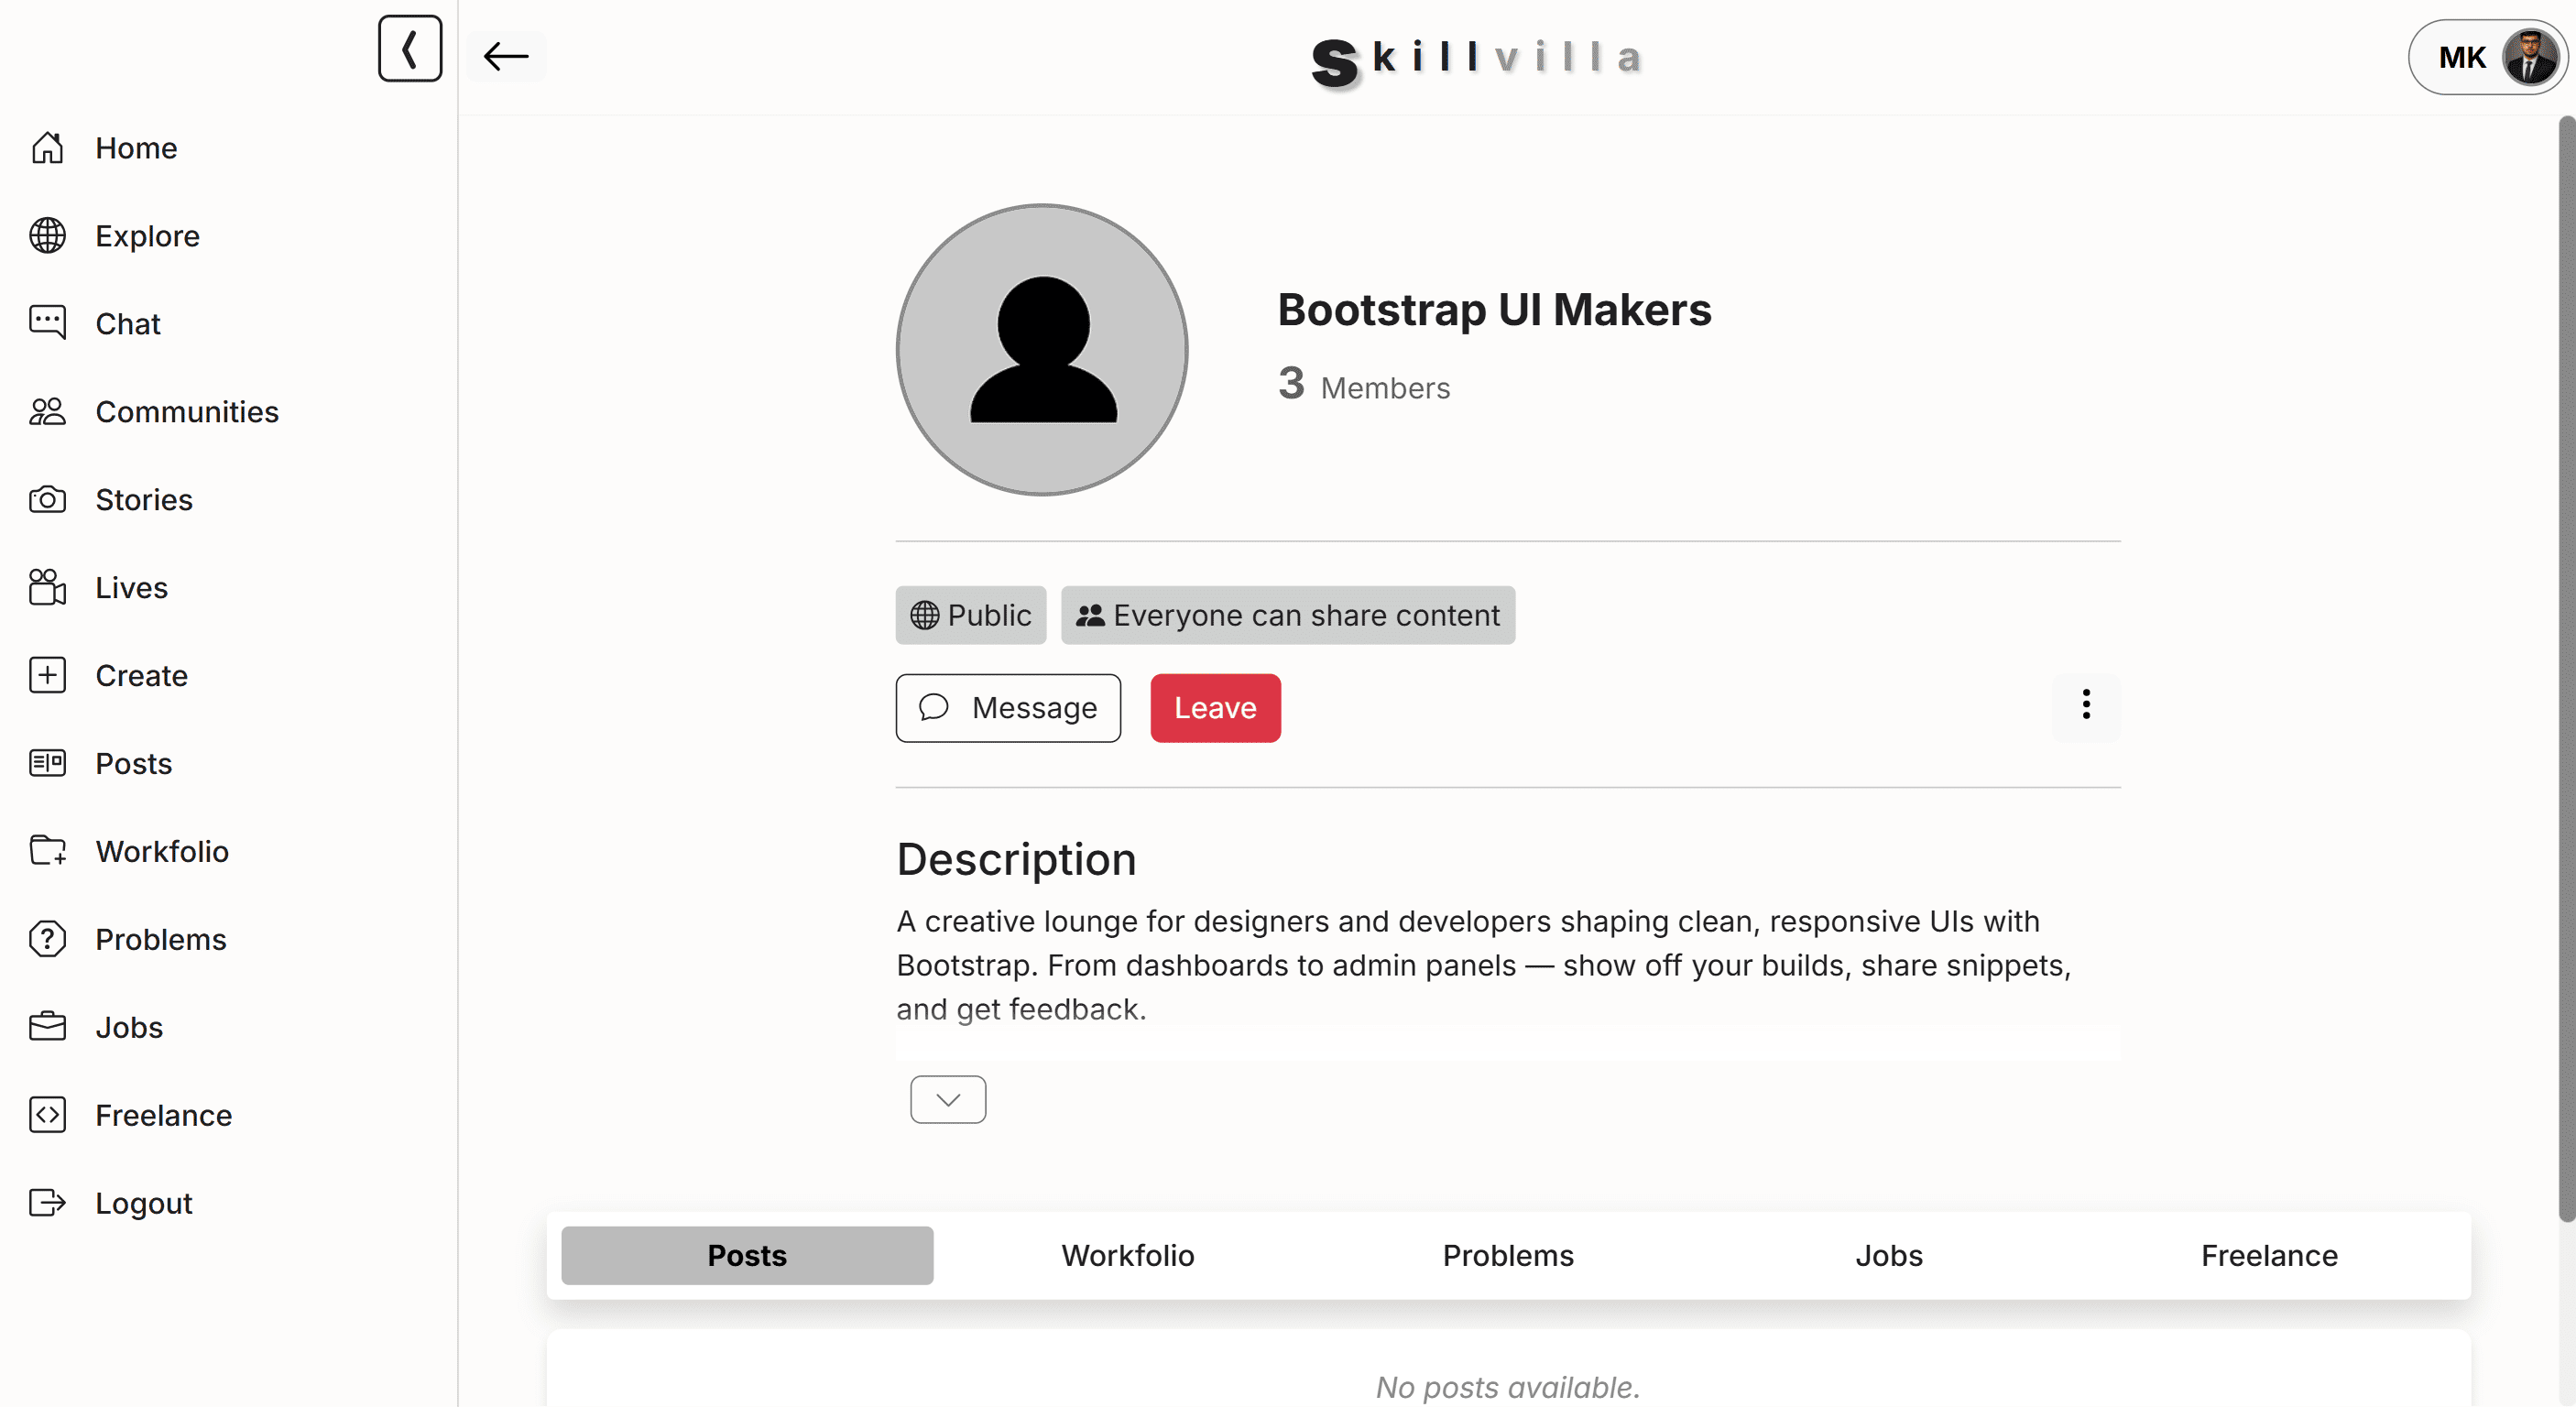 Skillvilla
MK
Home
Explore
Chat
Communities
Stories
Lives
Create
Posts
Workfolio
Problems
Jobs
Freelance
Logout
Bootstrap UI Makers
3 Members
Public
Everyone can share content
Message
Leave
Description
A creative lounge for designers and developers shaping clean, responsive UIs with
Bootstrap. From dashboards to admin panels — show off your builds, share snippets,
and get feedback.
Posts
Workfolio
Problems
Jobs
Freelance
No posts available.